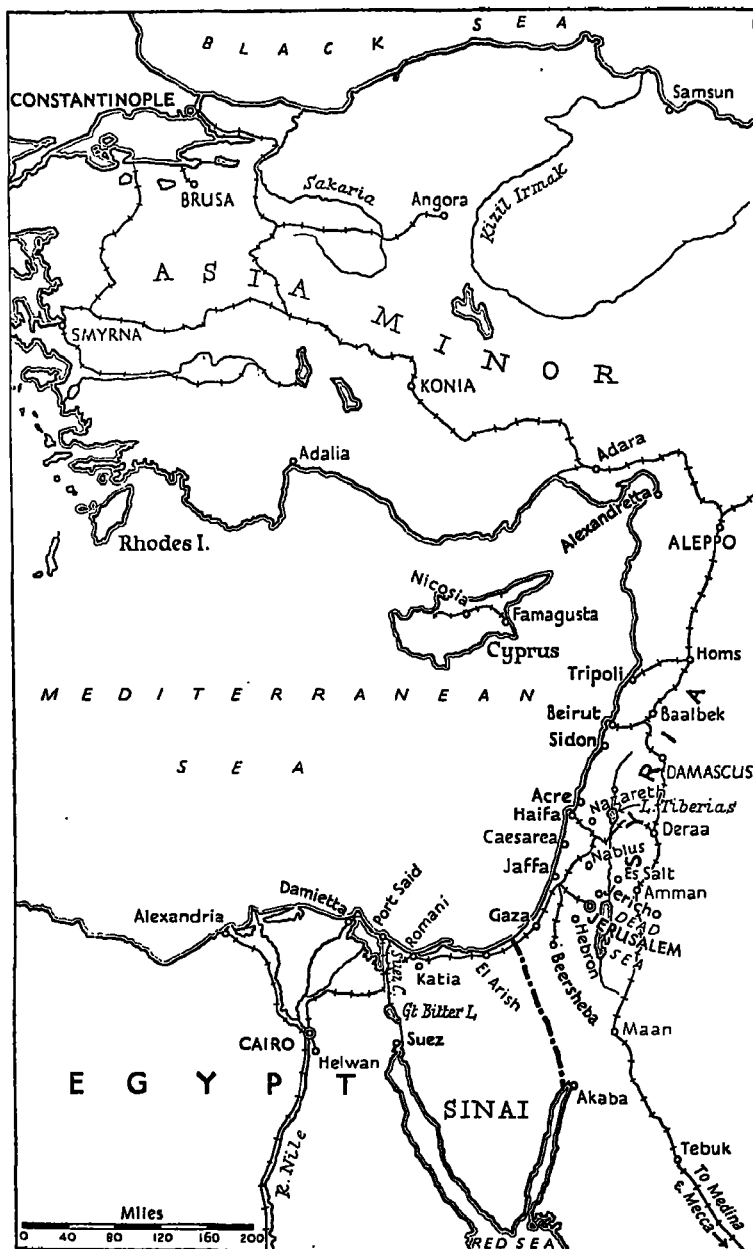 BLACK SEA
CONSTANTINOPLE
Samsun
BRUSA
Sakaria
Angora
Kizil Irmak
ASIA MINOR
SMYRNA
KONIA
Adalia
Adara
Alexandretta
Rhodes I.
ALEPPO
Nicosia
Famagusta
Cyprus
Homs
Tripoli
MEDITERRANEAN
SEA
Beirut
Baalbek
Sidon
SYRIA
DAMASCUS
Acre
Nazareth
L. Tiberias
Haifa
Deraa
Caesarea
Nablus
Jaffa
Es Salt
Amman
Jericho
Damietta
Port Said
Romani
Gaza
JERUSALEM
DEAD
SEA
Alexandria
Hebron
Suez C.
Katia
El Arish
Beersheba
Gt Bitter L.
CAIRO
Suez
Maan
Helwan
EGYPT
SINAI
Akaba
R. Nile
Tebuk
To Medina
& Mecca
Miles
0 40 80 120 160 200
RED SEA